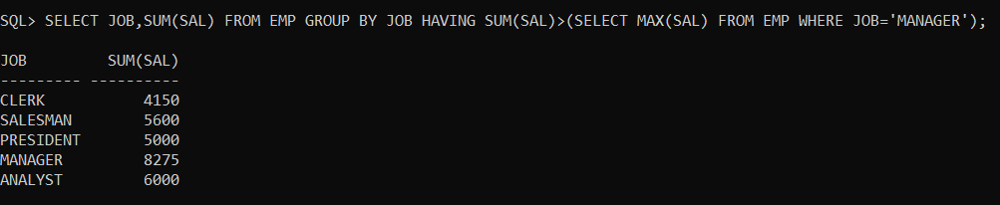 SQL> SELECT JOB,SUM(SAL) FROM EMP GROUP BY JOB HAVING SUM(SAL)>(SELECT MAX(SAL) FROM EMP WHERE JOB='MANAGER');
JOB         SUM(SAL)
--------- ----------
CLERK           4150
SALESMAN        5600
PRESIDENT       5000
MANAGER         8275
ANALYST         6000